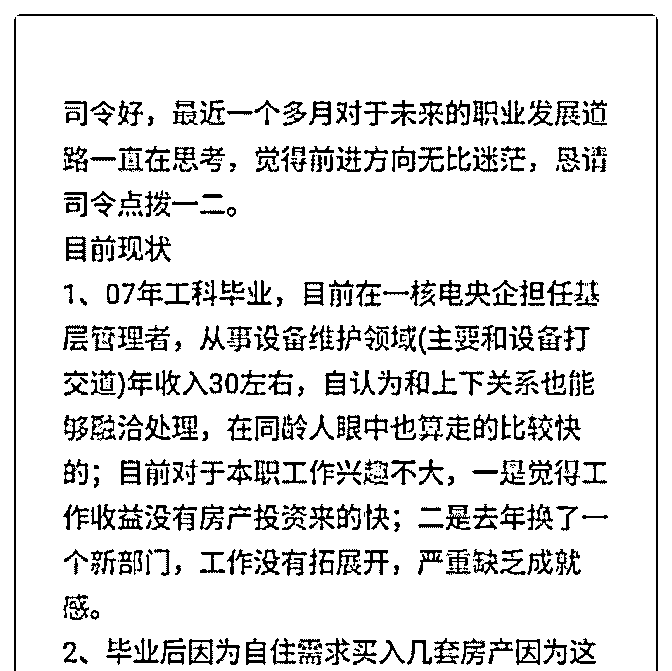 司令好，最近一个多月对于未来的职业发展道
路一直在思考，觉得前进方向无比迷茫，恳请
司令点拨一二。
目前现状
1、07年工科毕业，目前在一核电央企担任基
层管理者，从事设备维护领域(主要和设备打
交道)年收入30左右，自认为和上下关系也能
够融洽处理，在同龄人眼中也算走的比较快
的；目前对于本职工作兴趣不大，一是觉得工
作收益没有房产投资来的快；二是去年换了一
个新部门，工作没有拓展开，严重缺乏成就
感。
2、毕业后因为自住需求买入几套房产因为这